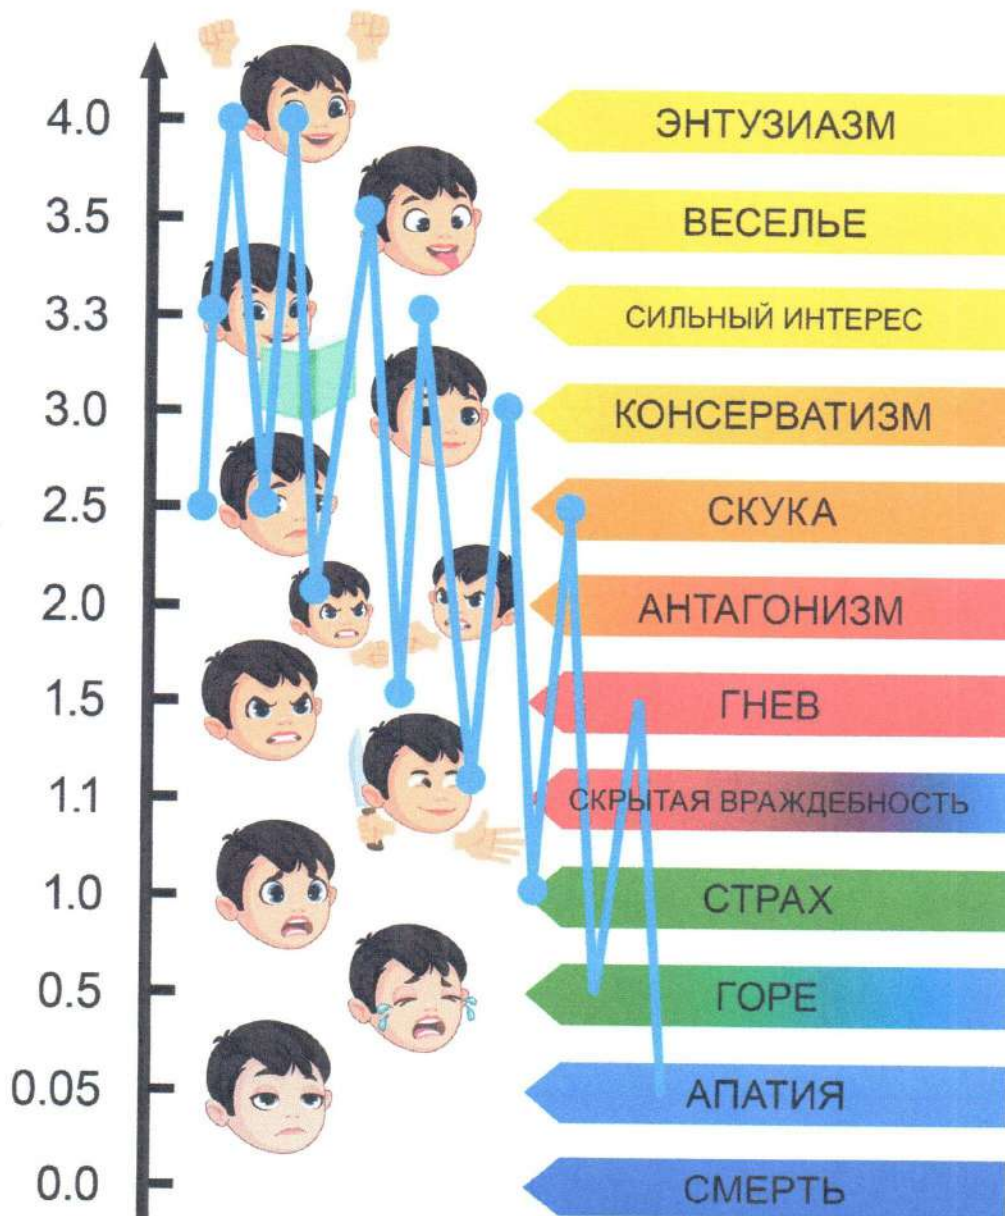 4.0 ЭНТУЗИАЗМ
3.5 ВЕСЕЛЬЕ
3.3 СИЛЬНЫЙ ИНТЕРЕС
3.0 КОНСЕРВАТИЗМ
2.5 СКУКА
2.0 АНТАГОНИЗМ
1.5 ГНЕВ
1.1 СКРЫТАЯ ВРАЖДЕБНОСТЬ
1.0 СТРАХ
0.5 ГОРЕ
0.05 АПАТИЯ
0.0 СМЕРТЬ